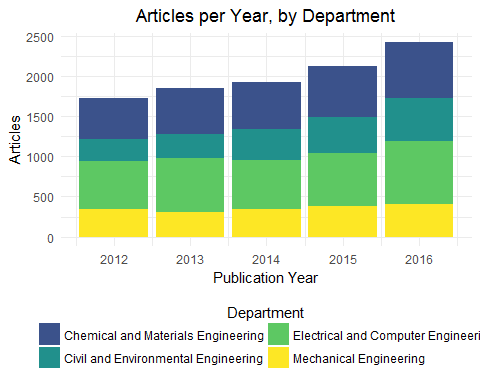 Articles per Year, by Department
2500
2000
1500
1000
500
0
Articles
2012 2013 2014 2015 2016
Publication Year
Department
Chemical and Materials Engineering Electrical and Computer Engineeri
Civil and Environmental Engineering Mechanical Engineering